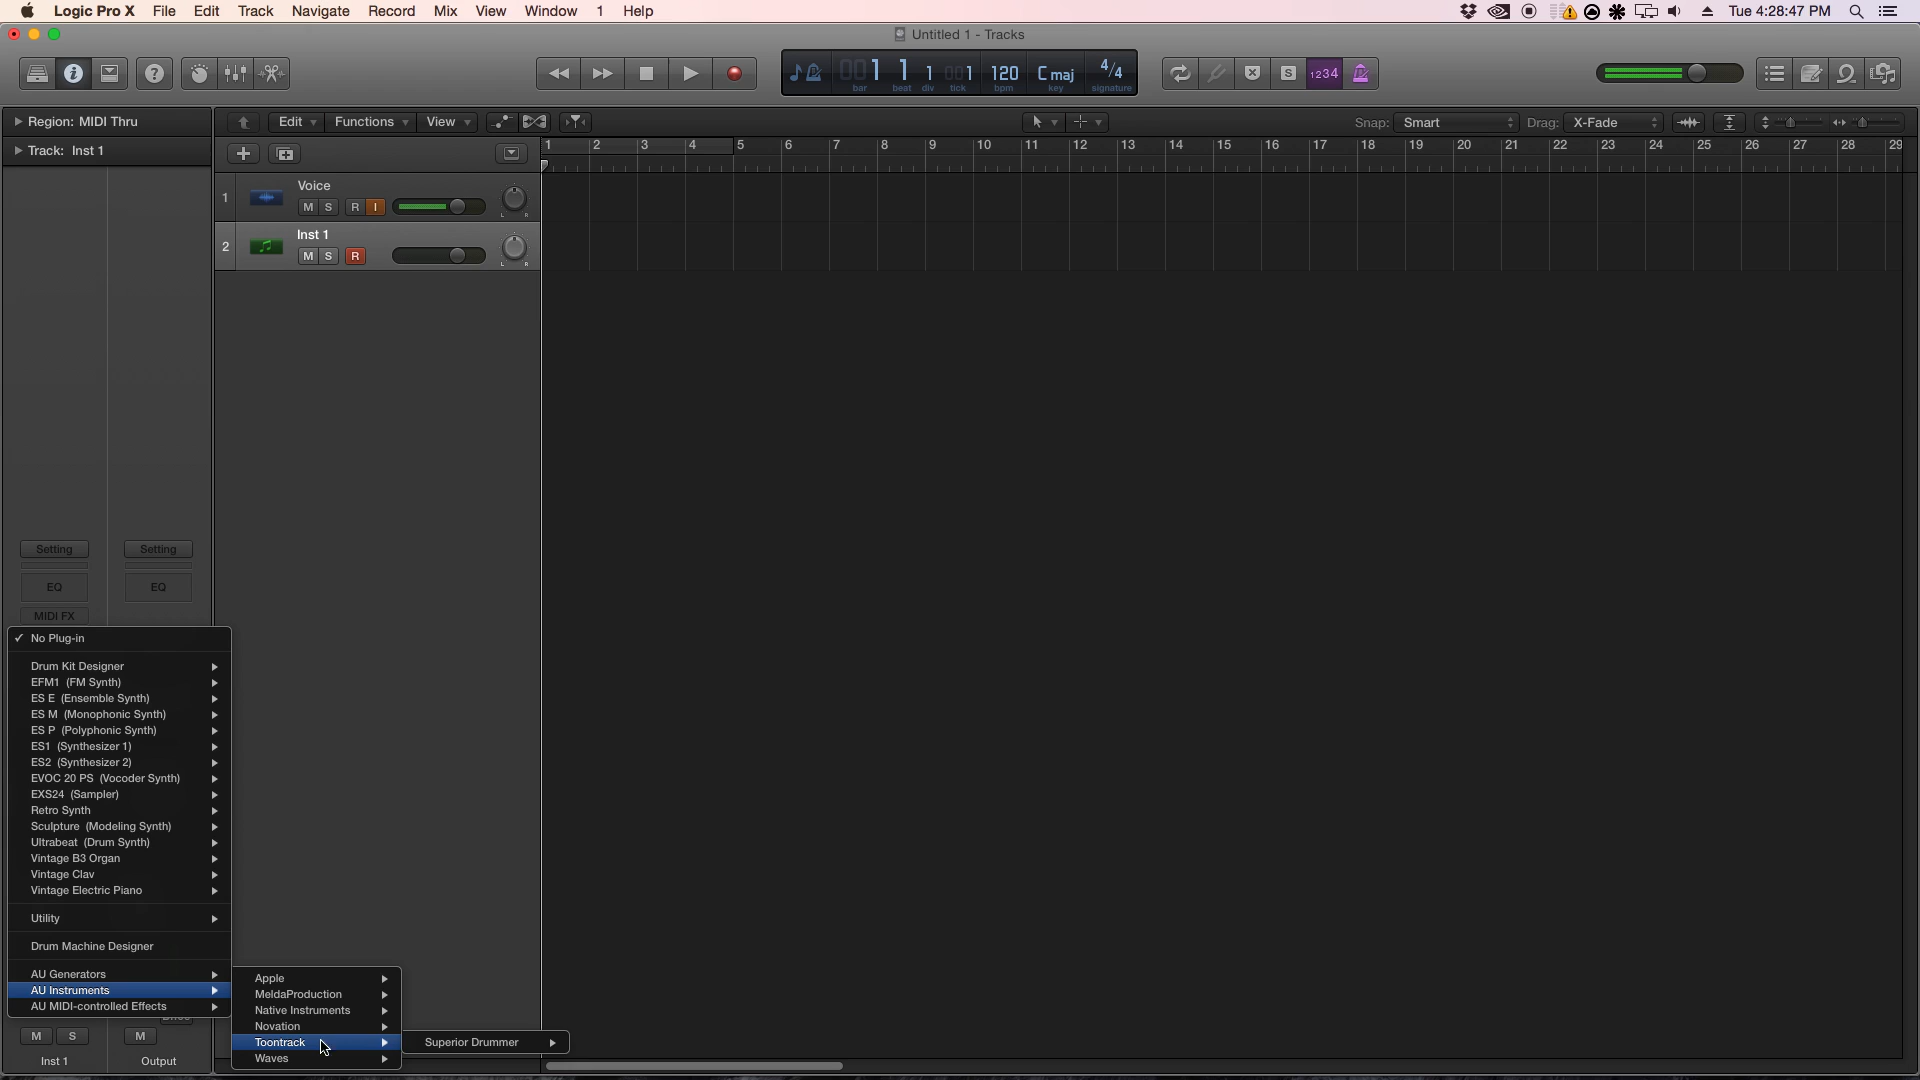 Logic Pro X File Edit Track Navigate Record Mix View Window 1 Help Tue 4:28:47 PM
Untitled 1 - Tracks
001 1 1 001 120 C maj 4/4
bar beat div tick bpm key signature
? S 1234
Region: MIDI Thru Edit Functions View Snap: Smart Drag: X-Fade
Track: Inst 1
1 2 3 4 5 6 7 8 9 10 11 12 13 14 15 16 17 18 19 20 21 22 23 24 25 26 27 28 29
1 Voice
M S R I L R
2 Inst 1
M S R L R
Setting Setting
EQ EQ
MIDI FX
✓ No Plug-in
Drum Kit Designer
EFM1 (FM Synth)
ES E (Ensemble Synth)
ES M (Monophonic Synth)
ES P (Polyphonic Synth)
ES1 (Synthesizer 1)
ES2 (Synthesizer 2)
EVOC 20 PS (Vocoder Synth)
EXS24 (Sampler)
Retro Synth
Sculpture (Modeling Synth)
Ultrabeat (Drum Synth)
Vintage B3 Organ
Vintage Clav
Vintage Electric Piano
Utility
Drum Machine Designer
AU Generators
AU Instruments
AU MIDI-controlled Effects
Apple
MeldaProduction
Native Instruments
Novation
Toontrack
Waves
Superior Drummer
M S M
Inst 1 Output